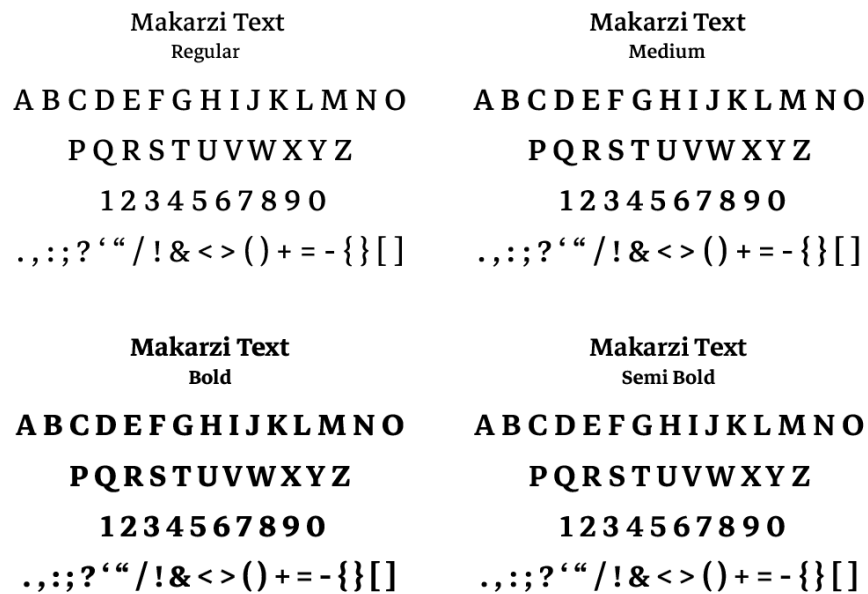 Makarzi Text
Regular
A B C D E F G H I J K L M N O
P Q R S T U V W X Y Z
1 2 3 4 5 6 7 8 9 0
. , : ; ? ‘ “ / ! & < > ( ) + = - { } [ ]
Makarzi Text
Medium
A B C D E F G H I J K L M N O
P Q R S T U V W X Y Z
1 2 3 4 5 6 7 8 9 0
. , : ; ? ‘ “ / ! & < > ( ) + = - { } [ ]
Makarzi Text
Bold
A B C D E F G H I J K L M N O
P Q R S T U V W X Y Z
1 2 3 4 5 6 7 8 9 0
. , : ; ? ‘ “ / ! & < > ( ) + = - { } [ ]
Makarzi Text
Semi Bold
A B C D E F G H I J K L M N O
P Q R S T U V W X Y Z
1 2 3 4 5 6 7 8 9 0
. , : ; ? ‘ “ / ! & < > ( ) + = - { } [ ]